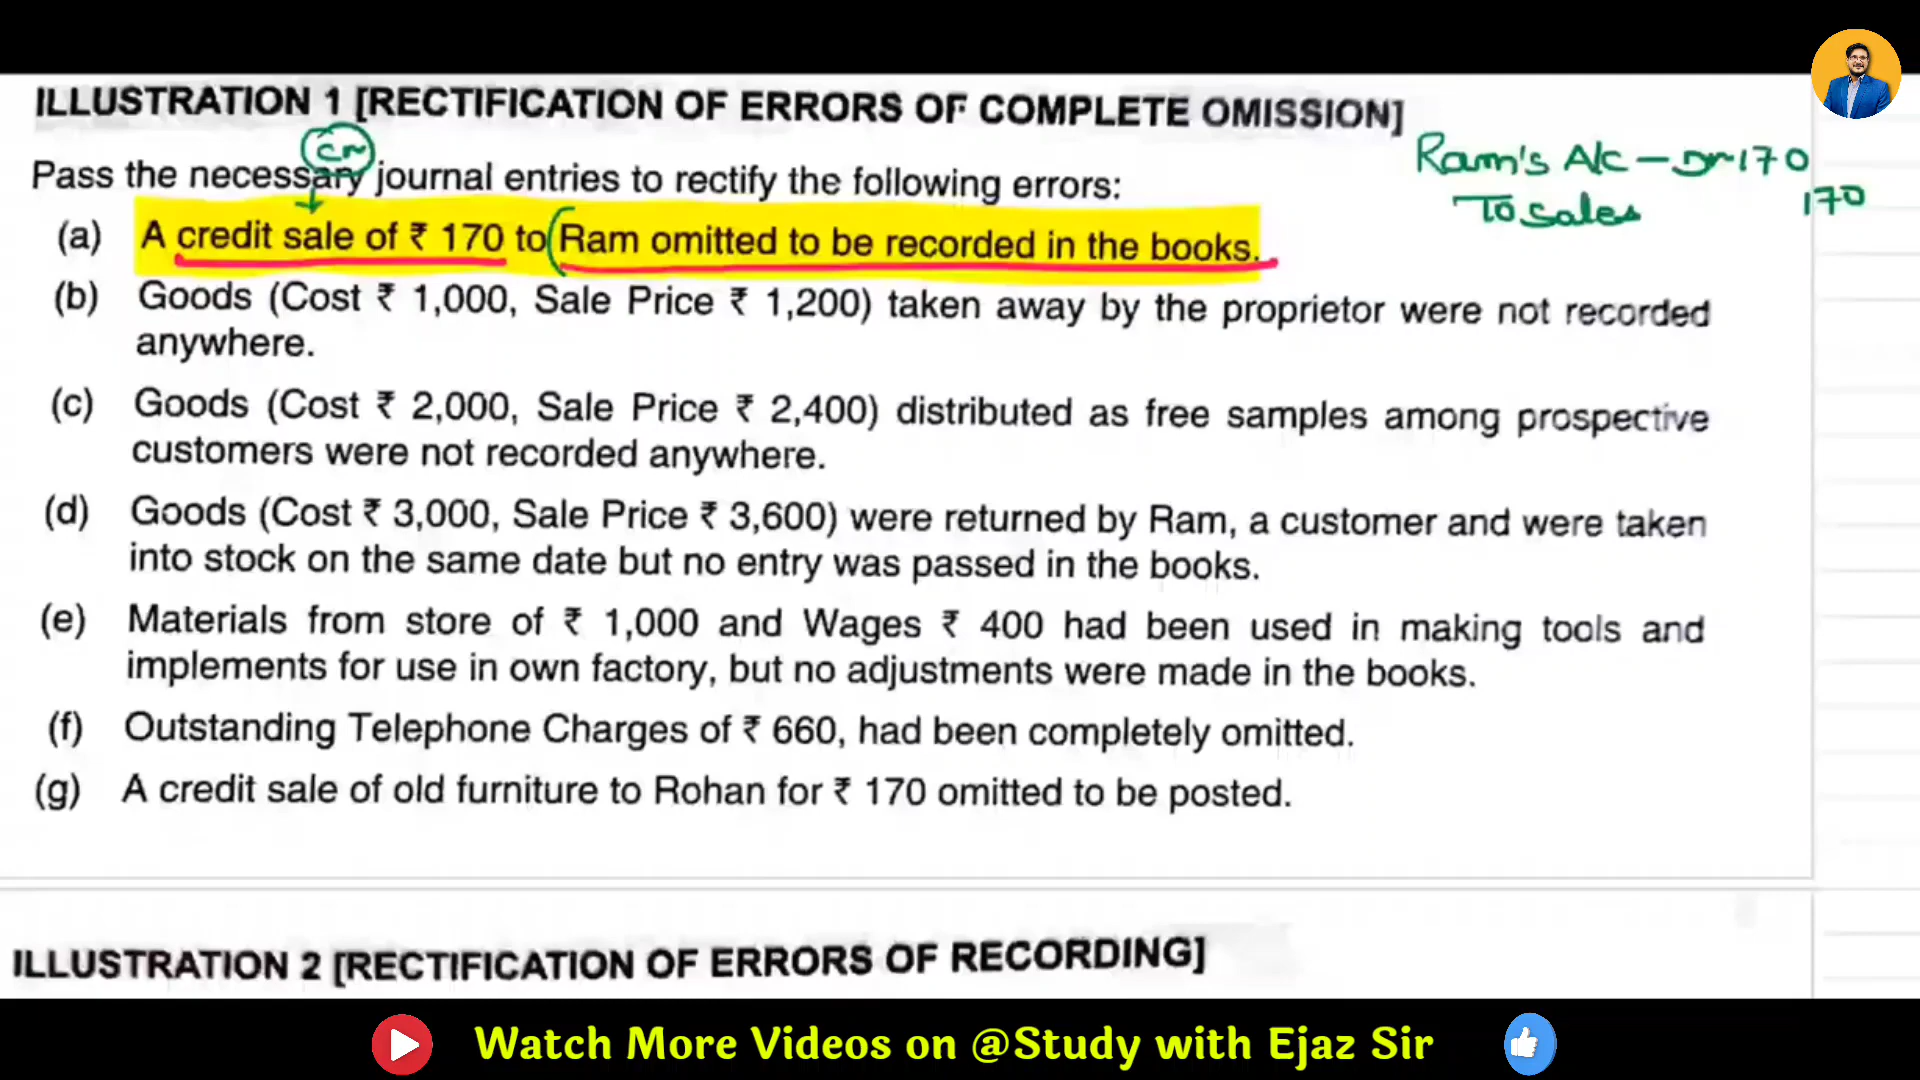 ILLUSTRATION 1 [RECTIFICATION OF ERRORS OF COMPLETE OMISSION]
Cr
Ram's A/c — Dr 170
To sales 170
Pass the necessary journal entries to rectify the following errors:
(a) A credit sale of ₹ 170 to Ram omitted to be recorded in the books.
(b) Goods (Cost ₹ 1,000, Sale Price ₹ 1,200) taken away by the proprietor were not recorded
anywhere.
(c) Goods (Cost ₹ 2,000, Sale Price ₹ 2,400) distributed as free samples among prospective
customers were not recorded anywhere.
(d) Goods (Cost ₹ 3,000, Sale Price ₹ 3,600) were returned by Ram, a customer and were taken
into stock on the same date but no entry was passed in the books.
(e) Materials from store of ₹ 1,000 and Wages ₹ 400 had been used in making tools and
implements for use in own factory, but no adjustments were made in the books.
(f) Outstanding Telephone Charges of ₹ 660, had been completely omitted.
(g) A credit sale of old furniture to Rohan for ₹ 170 omitted to be posted.
ILLUSTRATION 2 [RECTIFICATION OF ERRORS OF RECORDING]
Watch More Videos on @Study with Ejaz Sir